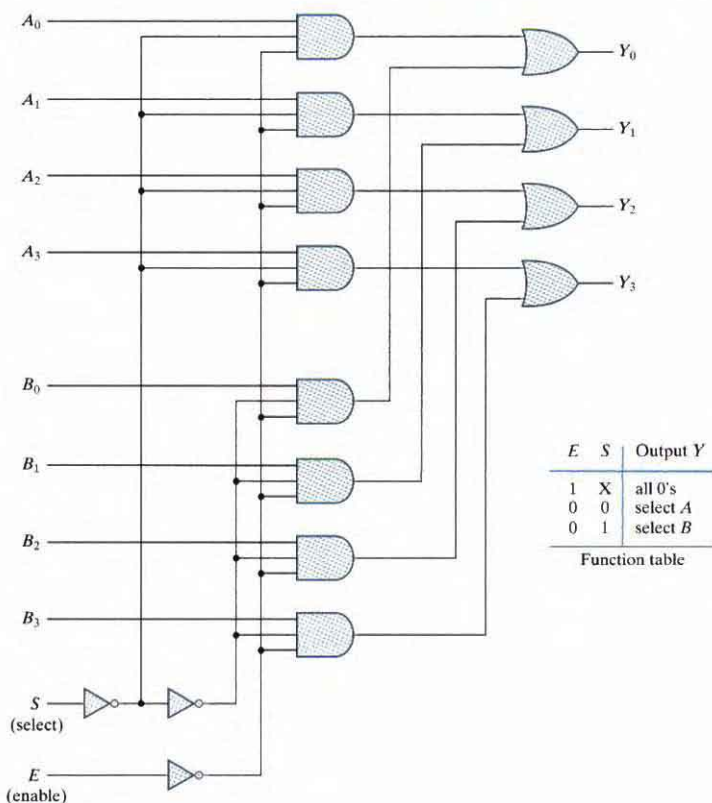 A₀
Y₀
A₁
Y₁
A₂
Y₂
A₃
Y₃
B₀
B₁
B₂
B₃
S
(select)
E
(enable)
E S Output Y
1 X all 0's
0 0 select A
0 1 select B
Function table